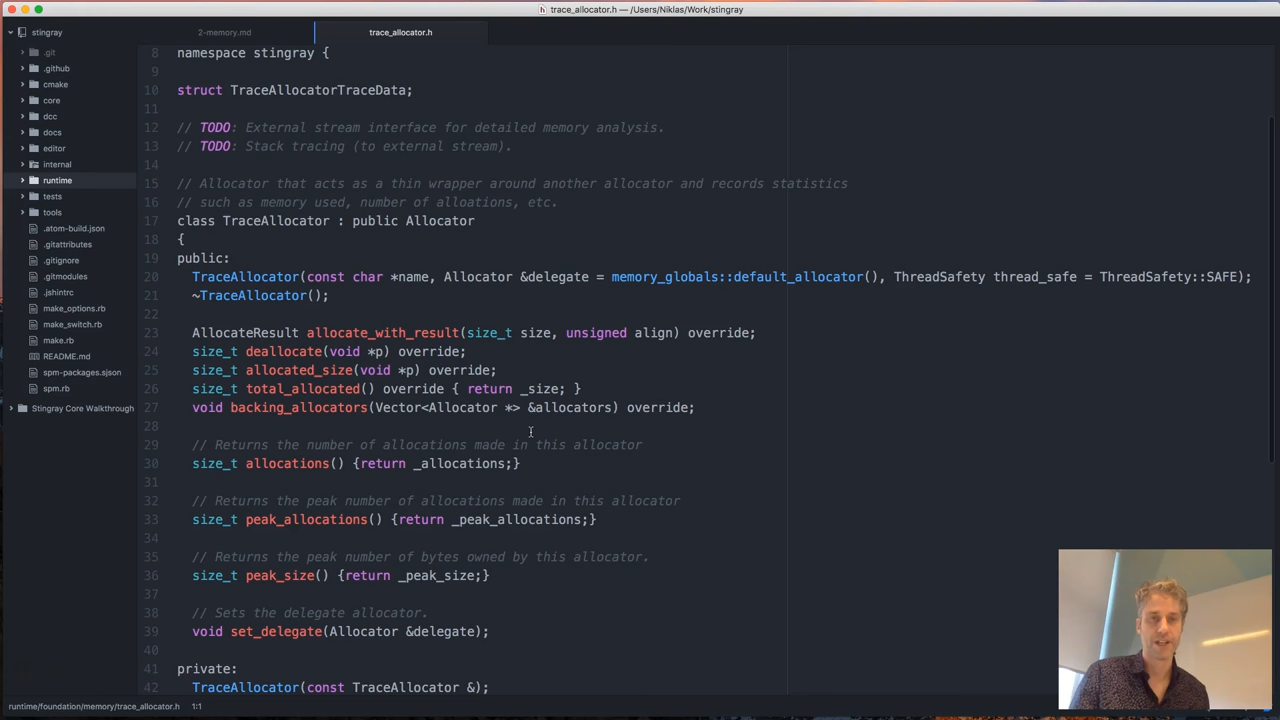 trace_allocator.h — /Users/Niklas/Work/stingray
stingray
2-memory.md
trace_allocator.h
.git
.github
cmake
core
dcc
docs
editor
internal
runtime
tests
tools
.atom-build.json
.gitattributes
.gitignore
.gitmodules
.jshintrc
make_options.rb
make_switch.rb
make.rb
README.md
spm-packages.sjson
spm.rb
Stingray Core Walkthrough
8 namespace stingray {
9
10 struct TraceAllocatorTraceData;
11
12 // TODO: External stream interface for detailed memory analysis.
13 // TODO: Stack tracing (to external stream).
14
15 // Allocator that acts as a thin wrapper around another allocator and records statistics
16 // such as memory used, number of alloations, etc.
17 class TraceAllocator : public Allocator
18 {
19 public:
20 TraceAllocator(const char *name, Allocator &delegate = memory_globals::default_allocator(), ThreadSafety thread_safe = ThreadSafety::SAFE);
21 ~TraceAllocator();
22
23 AllocateResult allocate_with_result(size_t size, unsigned align) override;
24 size_t deallocate(void *p) override;
25 size_t allocated_size(void *p) override;
26 size_t total_allocated() override { return _size; }
27 void backing_allocators(Vector<Allocator *> &allocators) override;
28
29 // Returns the number of allocations made in this allocator
30 size_t allocations() {return _allocations;}
31
32 // Returns the peak number of allocations made in this allocator
33 size_t peak_allocations() {return _peak_allocations;}
34
35 // Returns the peak number of bytes owned by this allocator.
36 size_t peak_size() {return _peak_size;}
37
38 // Sets the delegate allocator.
39 void set_delegate(Allocator &delegate);
40
41 private:
42 TraceAllocator(const TraceAllocator &);
runtime/foundation/memory/trace_allocator.h 1:1